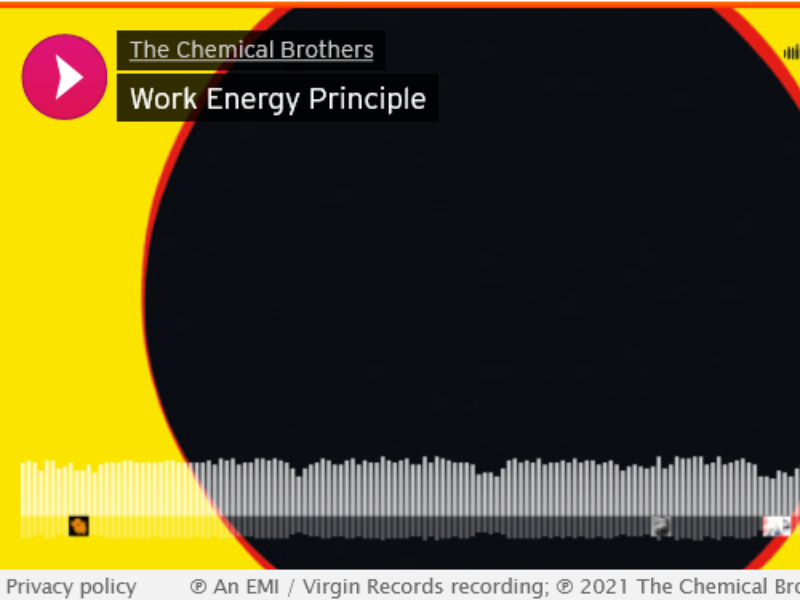 The Chemical Brothers
Work Energy Principle
Privacy policy
℗ An EMI / Virgin Records recording; ℗ 2021 The Chemical Bro